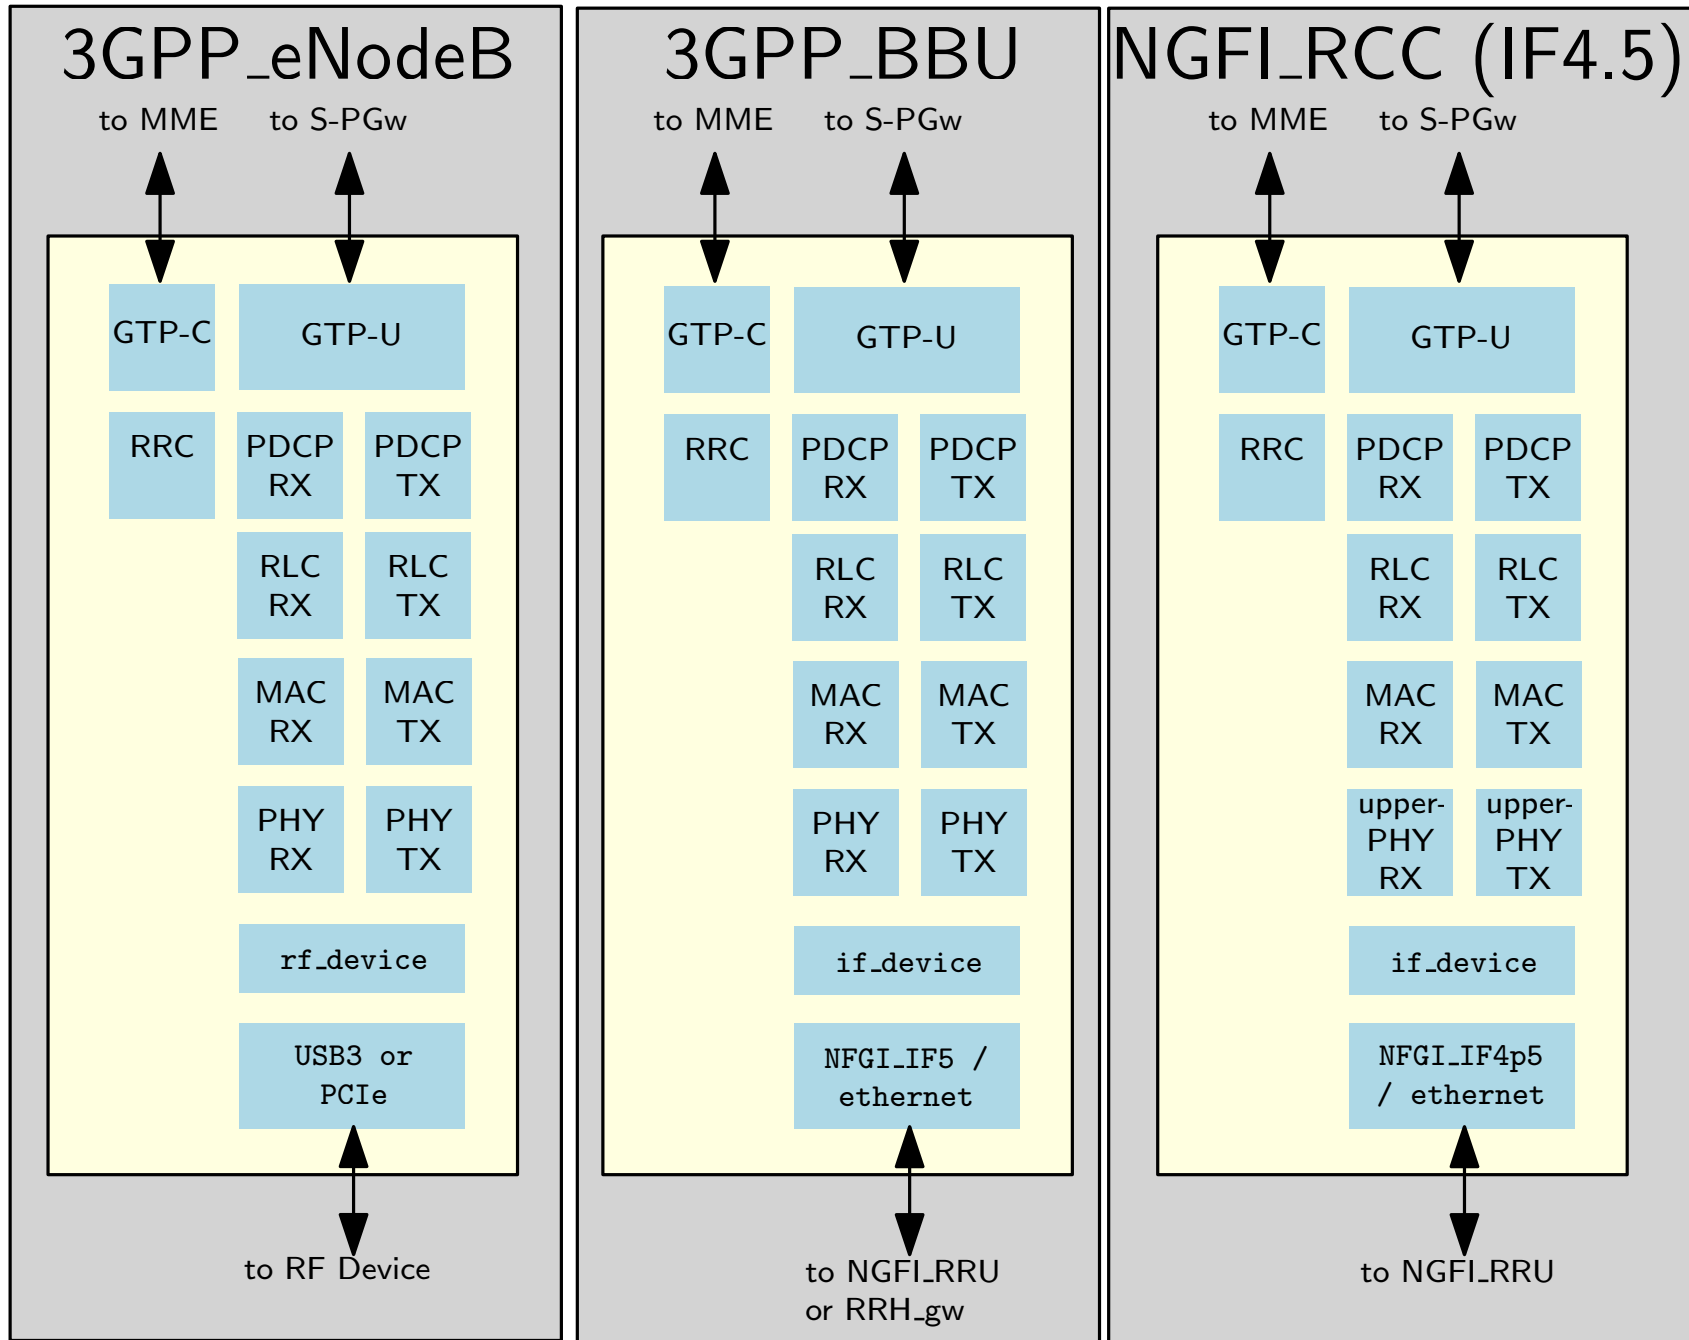 3GPP_eNodeB
to MME to S-PGw
GTP-C GTP-U
RRC PDCP PDCP
RX TX
RLC RLC
RX TX
MAC MAC
RX TX
PHY PHY
RX TX
rf_device
USB3 or
PCIe
to RF Device
3GPP_BBU
to MME to S-PGw
GTP-C GTP-U
RRC PDCP PDCP
RX TX
RLC RLC
RX TX
MAC MAC
RX TX
PHY PHY
RX TX
if_device
NFGI_IF5 /
ethernet
to NGFI_RRU
or RRH_gw
NGFI_RCC (IF4.5)
to MME to S-PGw
GTP-C GTP-U
RRC PDCP PDCP
RX TX
RLC RLC
RX TX
MAC MAC
RX TX
upper- upper-
PHY PHY
RX TX
if_device
NFGI_IF4p5
/ ethernet
to NGFI_RRU